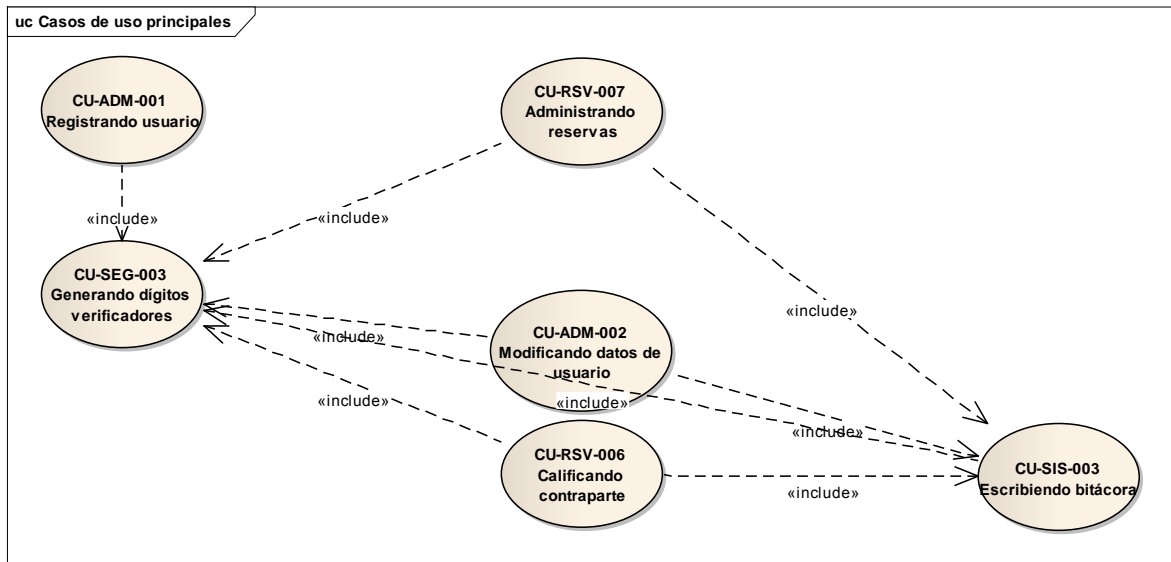 uc Casos de uso principales
CU-ADM-001
Registrando usuario
CU-RSV-007
Administrando
reservas
«include»
«include»
CU-SEG-003
Generando dígitos
verificadores
«include»
CU-ADM-002
Modificando datos de
usuario
«include»
«include»
«include»
«include»
CU-RSV-006
Calificando
contraparte
«include»
CU-SIS-003
Escribiendo bitácora